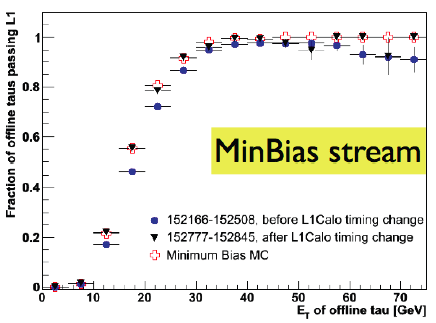 Fraction of offline taus passing L1
1
0.8
0.6
0.4
0.2
0
MinBias stream
152166-152508, before L1Calo timing change
152777-152845, after L1Calo timing change
Minimum Bias MC
0 10 20 30 40 50 60 70 80
E_T of offline tau [GeV]